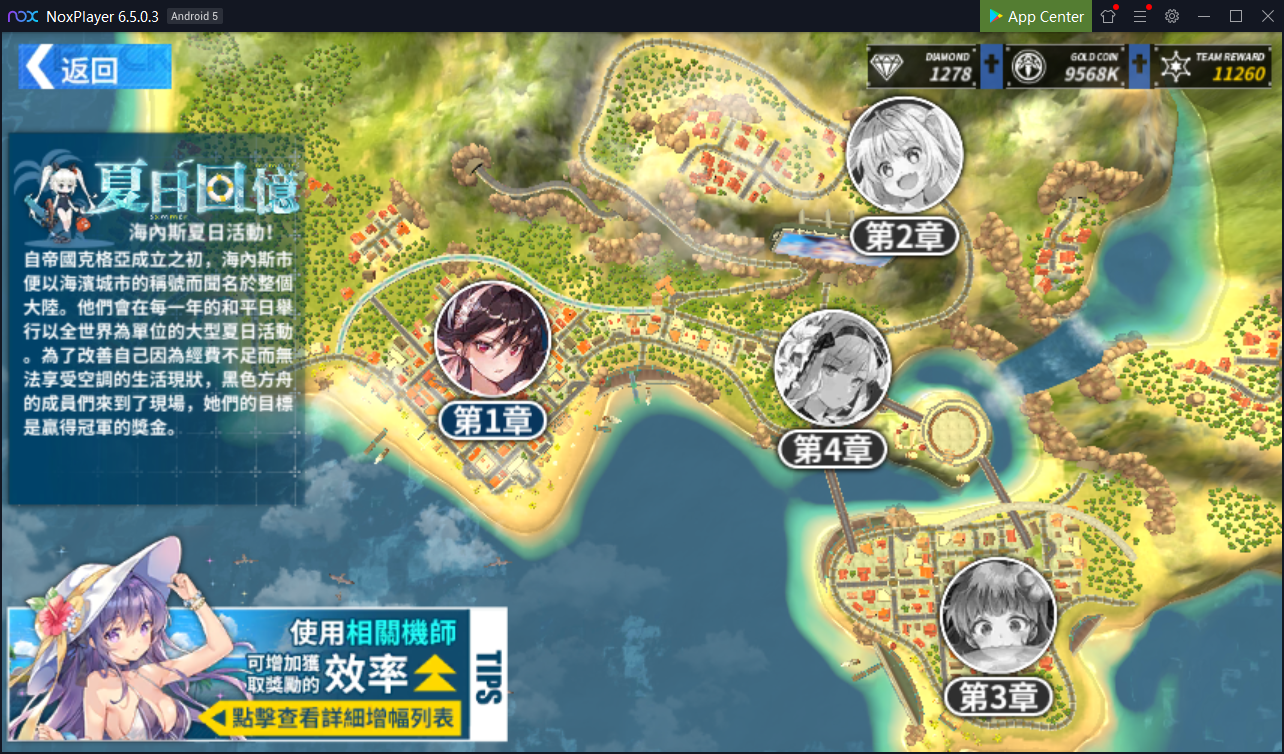 nox NoxPlayer 6.5.0.3 Android 5
App Center
返回
DIAMOND
1278
GOLD COIN
9568K
TEAM REWARD
11260
夏日回憶
SUMMER
海內斯夏日活動!
自帝國克格亞成立之初，海內斯市
便以海濱城市的稱號而聞名於整個
大陸。他們會在每一年的和平日舉
行以全世界為單位的大型夏日活動
。為了改善自己因為經費不足而無
法享受空調的生活現狀，黑色方舟
的成員們來到了現場，她們的目標
是贏得冠軍的獎金。
第2章
第1章
第4章
第3章
使用相關機師
可增加獲
取獎勵的
效率
點擊查看詳細增幅列表
TIPS